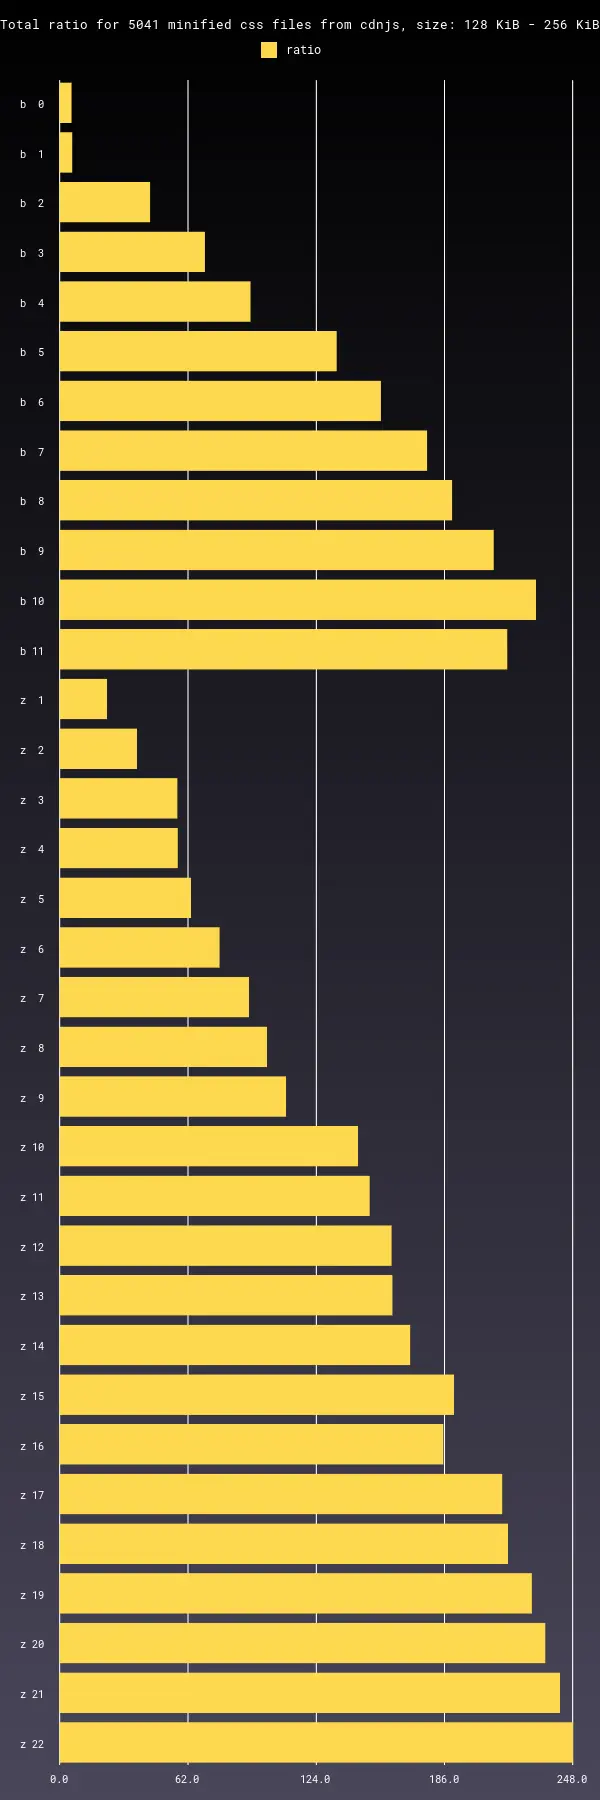 Total ratio for 5041 minified css files from cdnjs, size: 128 KiB - 256 KiB
ratio
b 0
b 1
b 2
b 3
b 4
b 5
b 6
b 7
b 8
b 9
b 10
b 11
z 1
z 2
z 3
z 4
z 5
z 6
z 7
z 8
z 9
z 10
z 11
z 12
z 13
z 14
z 15
z 16
z 17
z 18
z 19
z 20
z 21
z 22
0.0 62.0 124.0 186.0 248.0